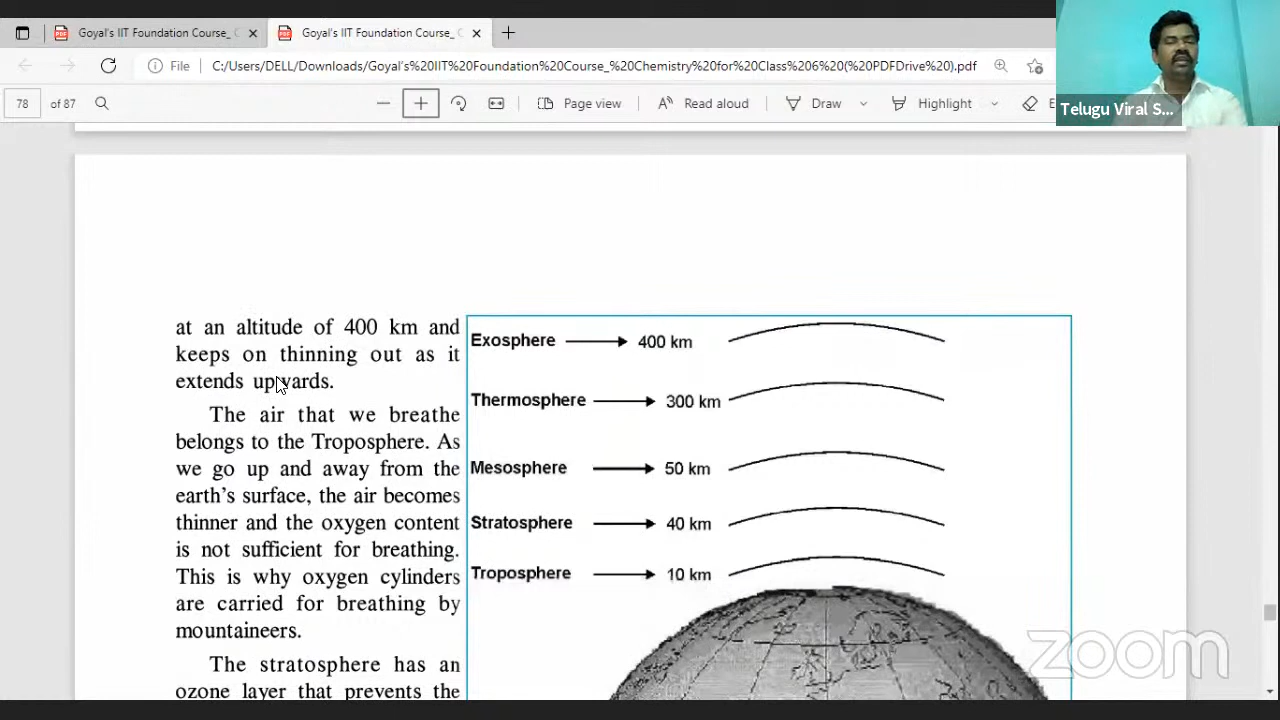 Goyal's IIT Foundation Course_
Goyal's IIT Foundation Course_
File
C:/Users/DELL/Downloads/Goyal's%20IIT%20Foundation%20Course_%20Chemistry%20for%20Class%206%20(%20PDFDrive%20).pdf
78 of 87
Page view
Read aloud
Draw
Highlight
Telugu Viral S...
at an altitude of 400 km and
keeps on thinning out as it
extends upwards.
The air that we breathe
belongs to the Troposphere. As
we go up and away from the
earth's surface, the air becomes
thinner and the oxygen content
is not sufficient for breathing.
This is why oxygen cylinders
are carried for breathing by
mountaineers.
The stratosphere has an
ozone layer that prevents the
Exosphere 400 km
Thermosphere 300 km
Mesosphere 50 km
Stratosphere 40 km
Troposphere 10 km
zoom